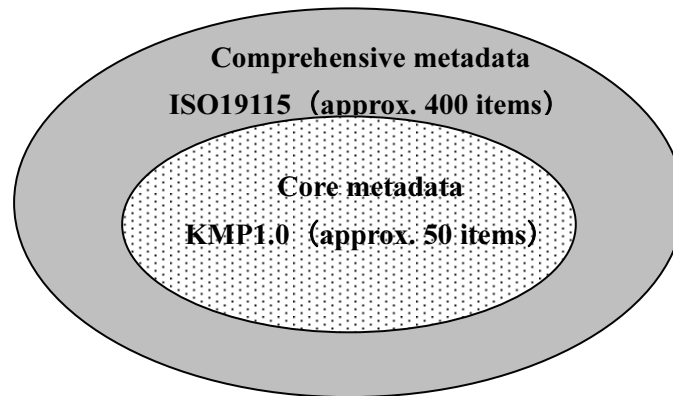 Comprehensive metadata
ISO19115（approx. 400 items）
Core metadata
KMP1.0（approx. 50 items）